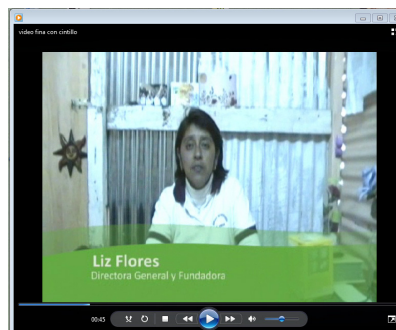 video fina con cintillo
Liz Flores
Directora General y Fundadora
00:45